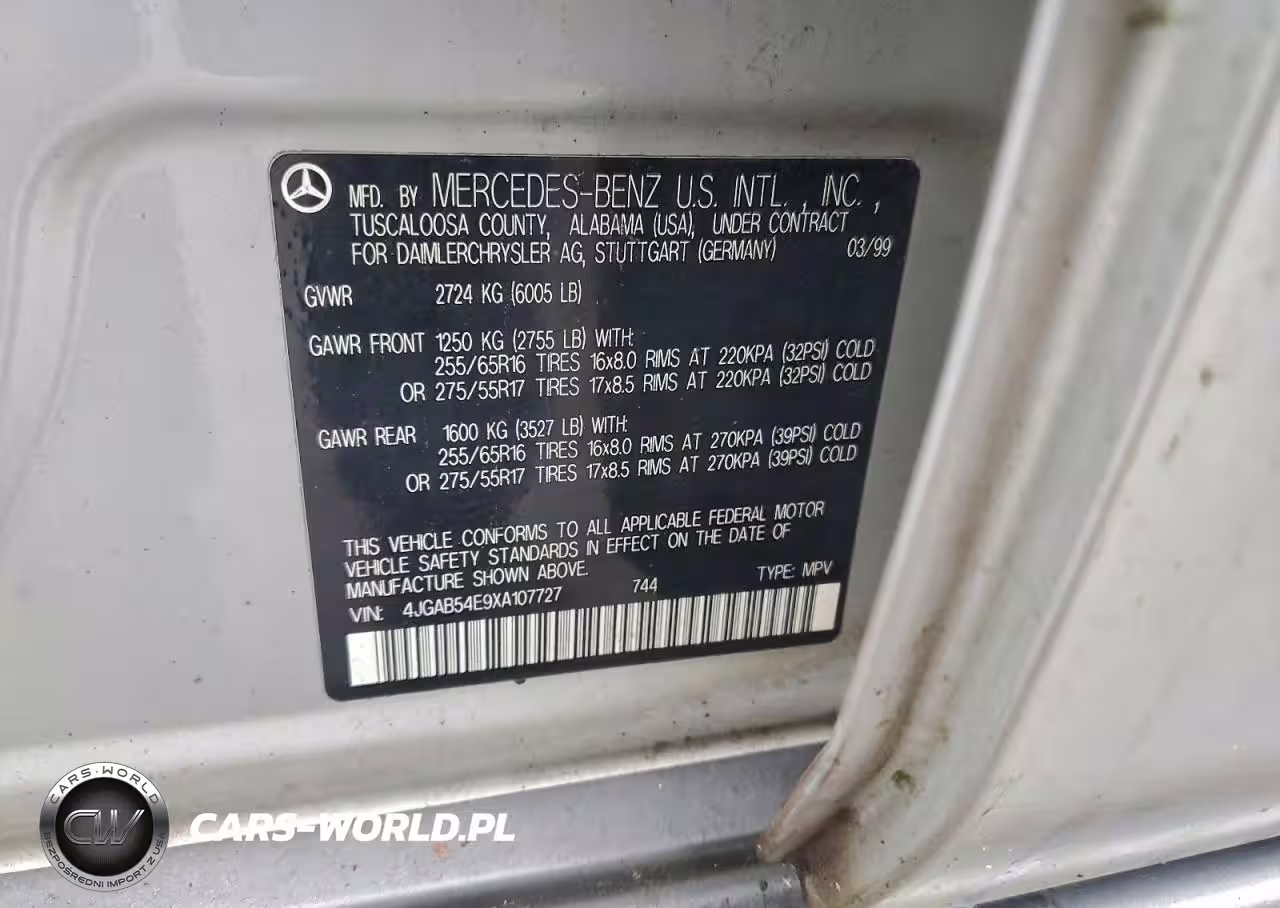 MFD. BY MERCEDES-BENZ U.S. INTL., INC.,
TUSCALOOSA COUNTY, ALABAMA (USA), UNDER CONTRACT
FOR DAIMLERCHRYSLER AG, STUTTGART (GERMANY) 03/99
GVWR 2724 KG (6005 LB)
GAWR FRONT 1250 KG (2755 LB) WITH:
255/65R16 TIRES 16x8.0 RIMS AT 220KPA (32PSI) COLD
OR 275/55R17 TIRES 17x8.5 RIMS AT 220KPA (32PSI) COLD
GAWR REAR 1600 KG (3527 LB) WITH:
255/65R16 TIRES 16x8.0 RIMS AT 270KPA (39PSI) COLD
OR 275/55R17 TIRES 17x8.5 RIMS AT 270KPA (39PSI) COLD
THIS VEHICLE CONFORMS TO ALL APPLICABLE FEDERAL MOTOR
VEHICLE SAFETY STANDARDS IN EFFECT ON THE DATE OF
MANUFACTURE SHOWN ABOVE. 744 TYPE: MPV
VIN: 4JGAB54E9XA107727
CARS-WORLD
CW
BEZPOŚREDNI IMPORT Z USA
CARS-WORLD.PL